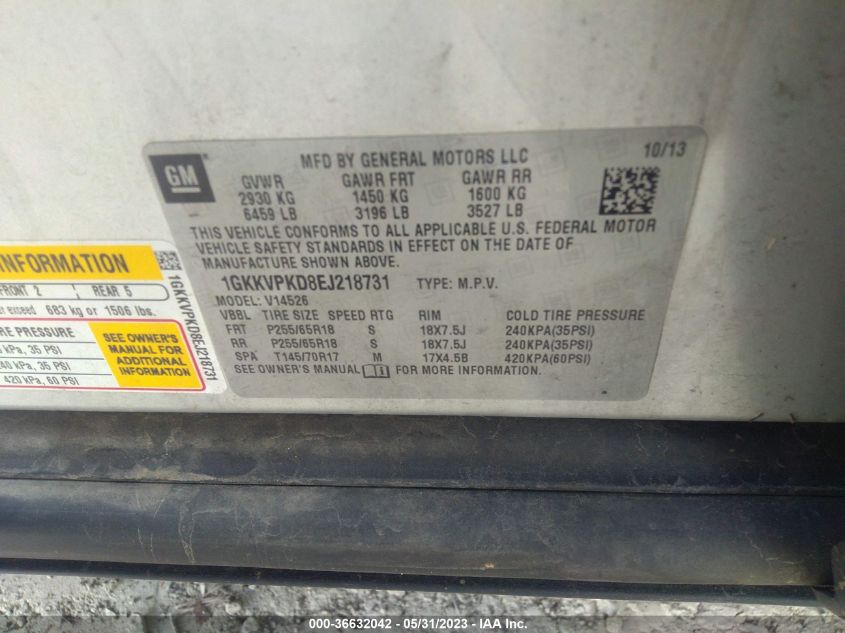 GM
MFD BY GENERAL MOTORS LLC
10/13
GVWR GAWR FRT GAWR RR
2930 KG 1450 KG 1600 KG
6459 LB 3196 LB 3527 LB
THIS VEHICLE CONFORMS TO ALL APPLICABLE U.S. FEDERAL MOTOR
VEHICLE SAFETY STANDARDS IN EFFECT ON THE DATE OF
MANUFACTURE SHOWN ABOVE.
1GKKVPKD8EJ218731 TYPE: M.P.V.
MODEL: V14526
VBBL TIRE SIZE SPEED RTG RIM COLD TIRE PRESSURE
FRT P255/65R18 S 18X7.5J 240KPA(35PSI)
RR P255/65R18 S 18X7.5J 240KPA(35PSI)
SPA T145/70R17 M 17X4.5B 420KPA(60PSI)
SEE OWNER'S MANUAL FOR MORE INFORMATION.
INFORMATION
FRONT 2 REAR 5
exceed 683 kg or 1506 lbs.
PRESSURE
kPa, 35 PSI
kPa, 35 PSI
420 kPa, 60 PSI
SEE OWNER'S
MANUAL FOR
ADDITIONAL
INFORMATION
1GKKVPKD8EJ218731
000-36632042 - 05/31/2023 - IAA Inc.